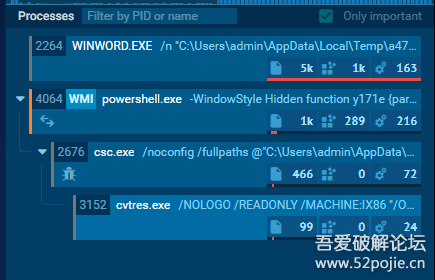 Processes Filter by PID or name Only important
2264 WINWORD.EXE /n "C:\Users\admin\AppData\Local\Temp\a47...
5k 1k 163
4064 WMI powershell.exe -WindowStyle Hidden function y171e {par...
1k 289 216
2676 csc.exe /noconfig /fullpaths @"C:\Users\admin\AppData\...
466 0 72
3152 cvtres.exe /NOLOGO /READONLY /MACHINE:IX86 "/O...
99 0 24
吾爱破解论坛
www.52pojie.cn